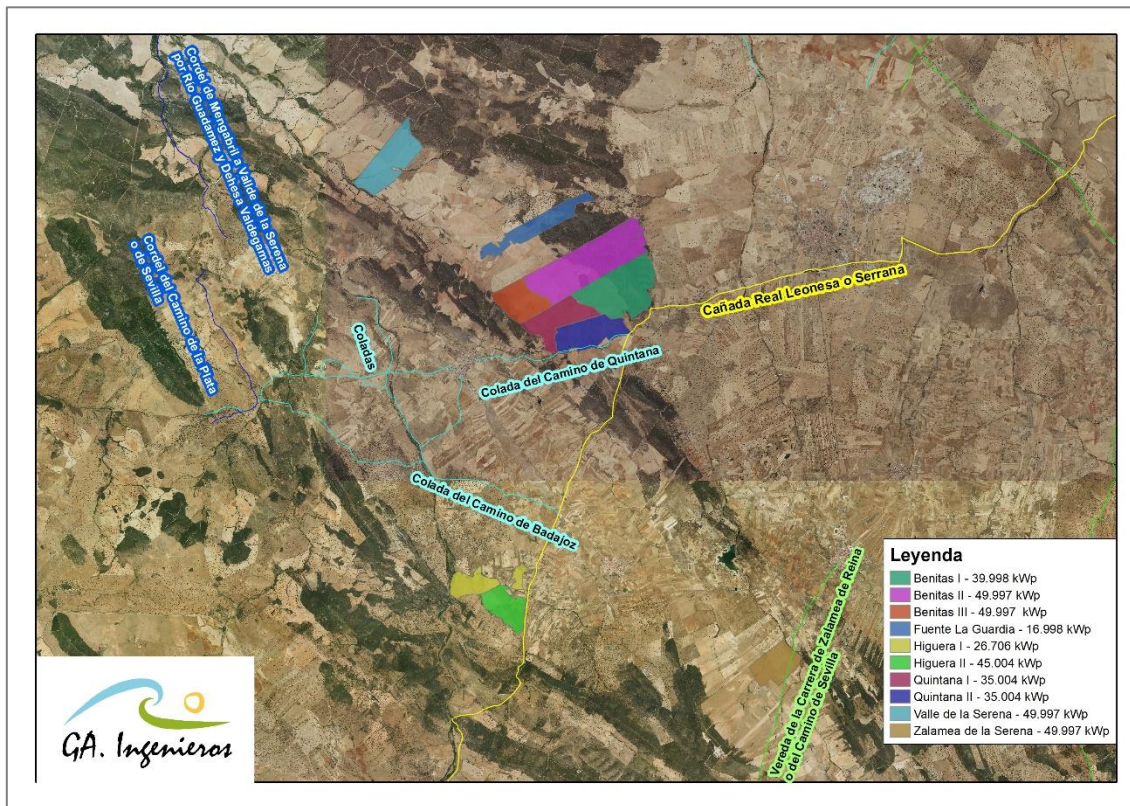 Cordel de Mengabril a Vallde de la Serena
por Río Guadamez y Dehesa Valdegamas
Cordel del Camino de la Plata
o de Sevilla
Coladas
Colada del Camino de Quintana
Cañada Real Leonesa o Serrana
Colada del Camino de Badajoz
Vereda de la Carrera de Zalamea de Reina
o del Camino de Sevilla
Leyenda
Benitas I - 39.998 kWp
Benitas II - 49.997 kWp
Benitas III - 49.997 kWp
Fuente La Guardia - 16.998 kWp
Higuera I - 26.706 kWp
Higuera II - 45.004 kWp
Quintana I - 35.004 kWp
Quintana II - 35.004 kWp
Valle de la Serena - 49.997 kWp
Zalamea de la Serena - 49.997 kWp
GA. Ingenieros